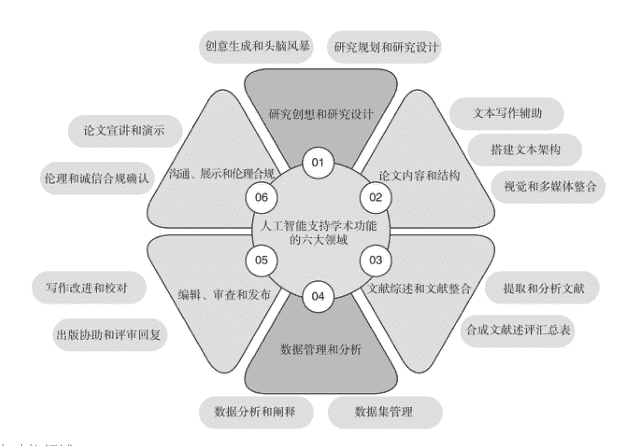 创意生成和头脑风暴
研究规划和研究设计
研究创想和研究设计
01
论文内容和结构
02
文本写作辅助
搭建文本架构
视觉和多媒体整合
文献综述和文献整合
03
提取和分析文献
合成文献述评汇总表
数据管理和分析
04
数据分析和阐释
数据集管理
编辑、审查和发布
05
写作改进和校对
出版协助和评审回复
沟通、展示和伦理合规
06
论文宣讲和演示
伦理和诚信合规确认
人工智能支持学术功能
的六大领域